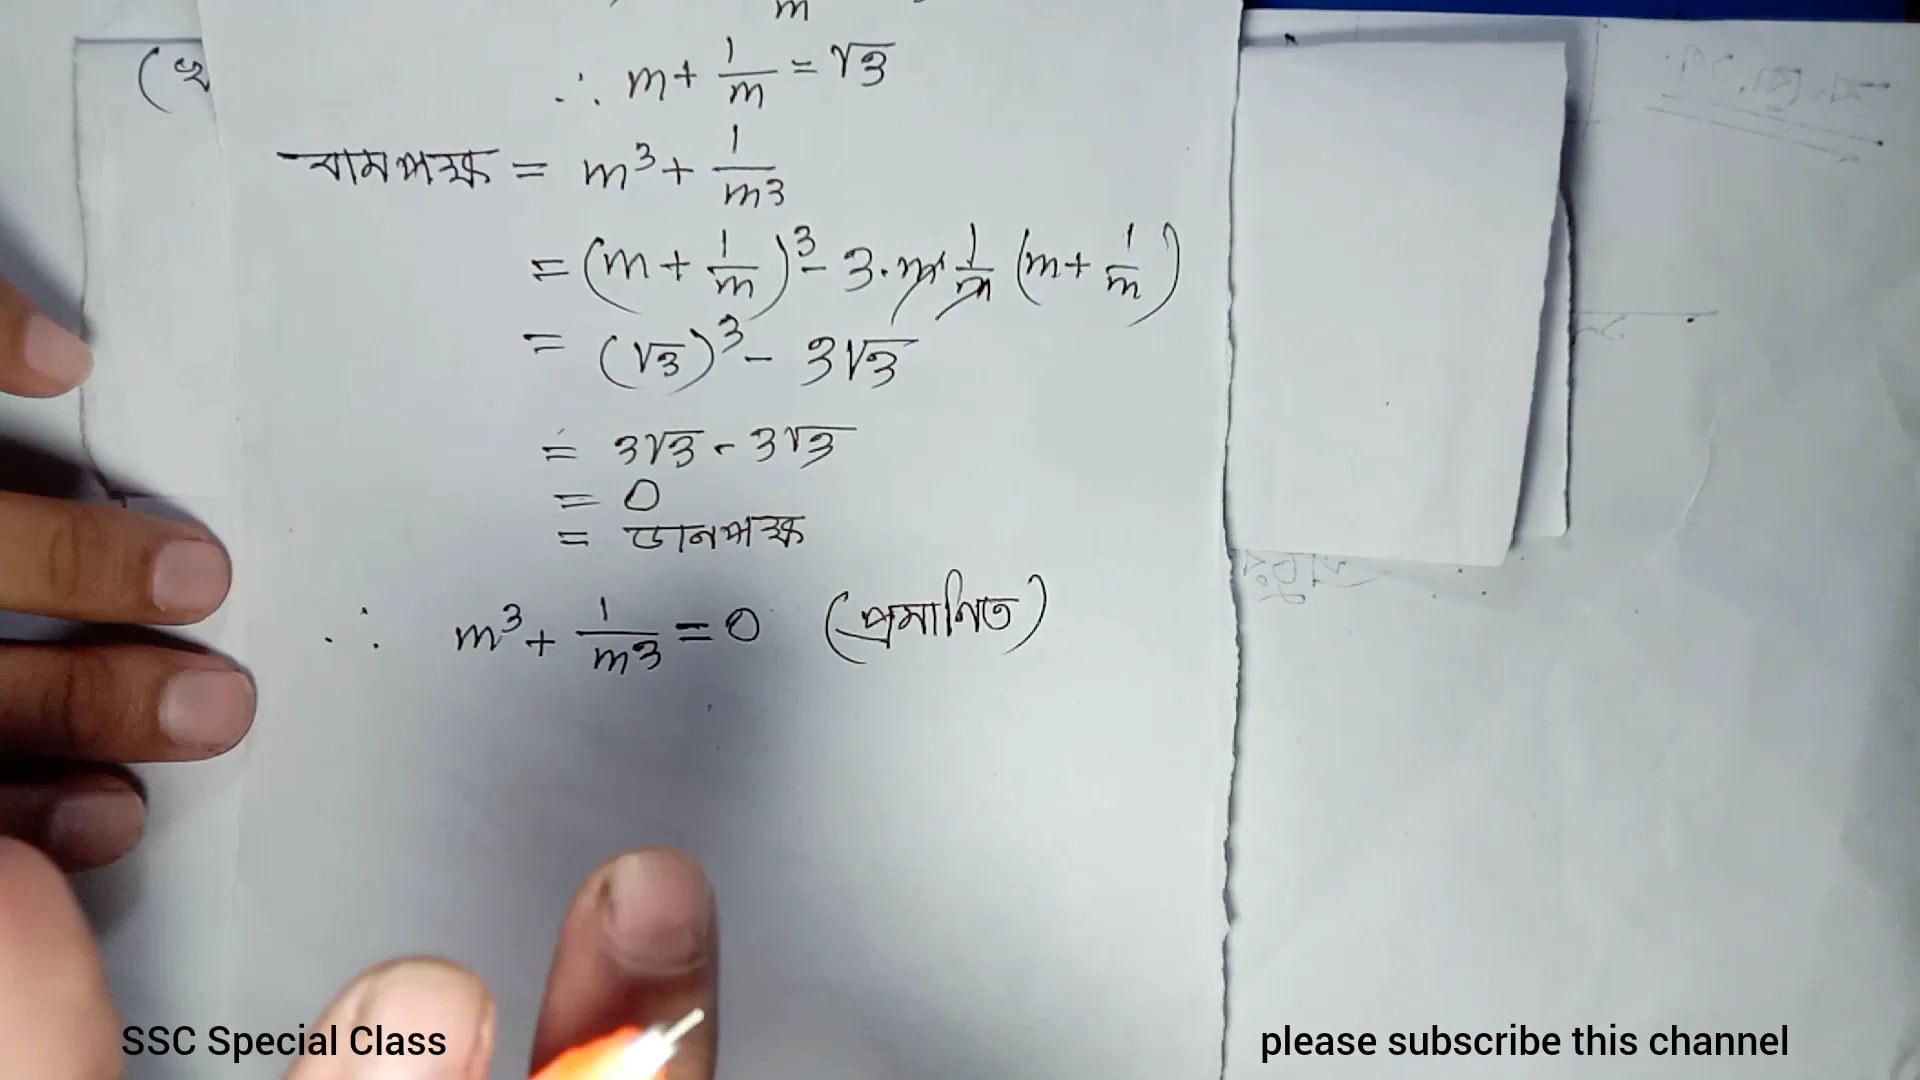 m
(খ
∴ m + 1/m = √3
বামপক্ষ = m³ + 1/m³
= (m + 1/m)³ - 3·m·1/m (m + 1/m)
= (√3)³ - 3√3
= 3√3 - 3√3
= 0
= ডানপক্ষ
∴ m³ + 1/m³ = 0 (প্রমানিত)
SSC Special Class
please subscribe this channel